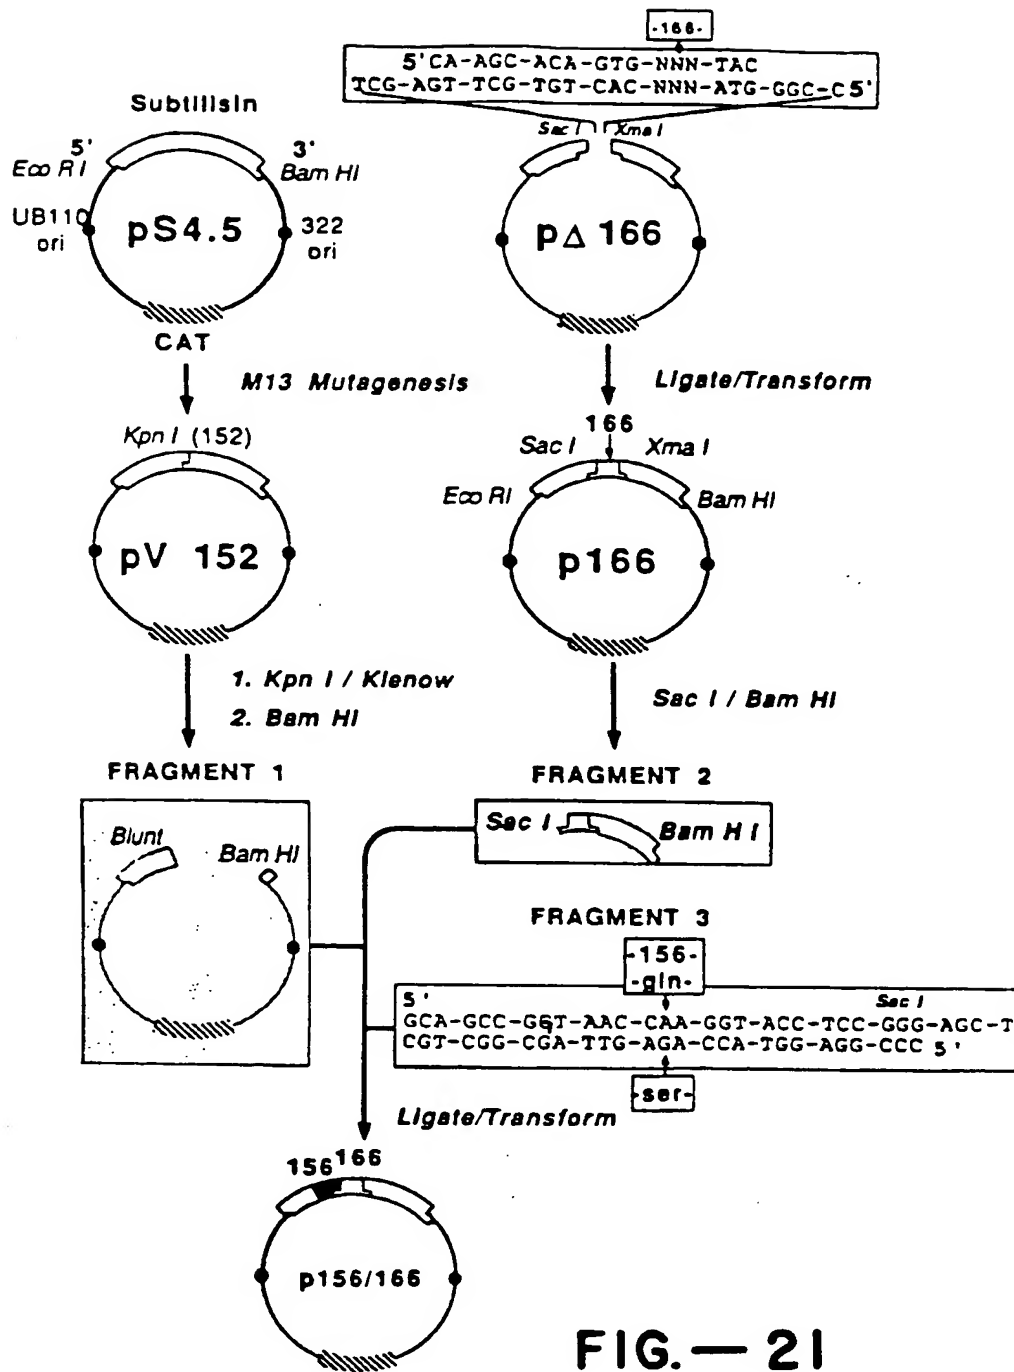 -166-
5'CA-AGC-ACA-GTG-NNN-TAC
TCG-AGT-TCG-TGT-CAC-NNN-ATG-GGC-C5'
Sac I
Xma I
Subtilisin
5'
3'
Eco RI
Bam HI
UB110
ori
322
ori
pS4.5
CAT
pΔ 166
M13 Mutagenesis
Ligate/Transform
Kpn I (152)
pV 152
166
Sac I
Xma I
Eco RI
Bam HI
p166
1. Kpn I / Klenow
2. Bam HI
Sac I / Bam HI
FRAGMENT 1
Blunt
Bam HI
FRAGMENT 2
Sac I
Bam HI
FRAGMENT 3
-156-
-gln-
5'
Sac I
GCA-GCC-GGT-AAC-CAA-GGT-ACC-TCC-GGG-AGC-T
CGT-CGG-CGA-TTG-AGA-CCA-TGG-AGG-CCC 5'
-ser-
Ligate/Transform
156
166
p156/166
FIG.— 21